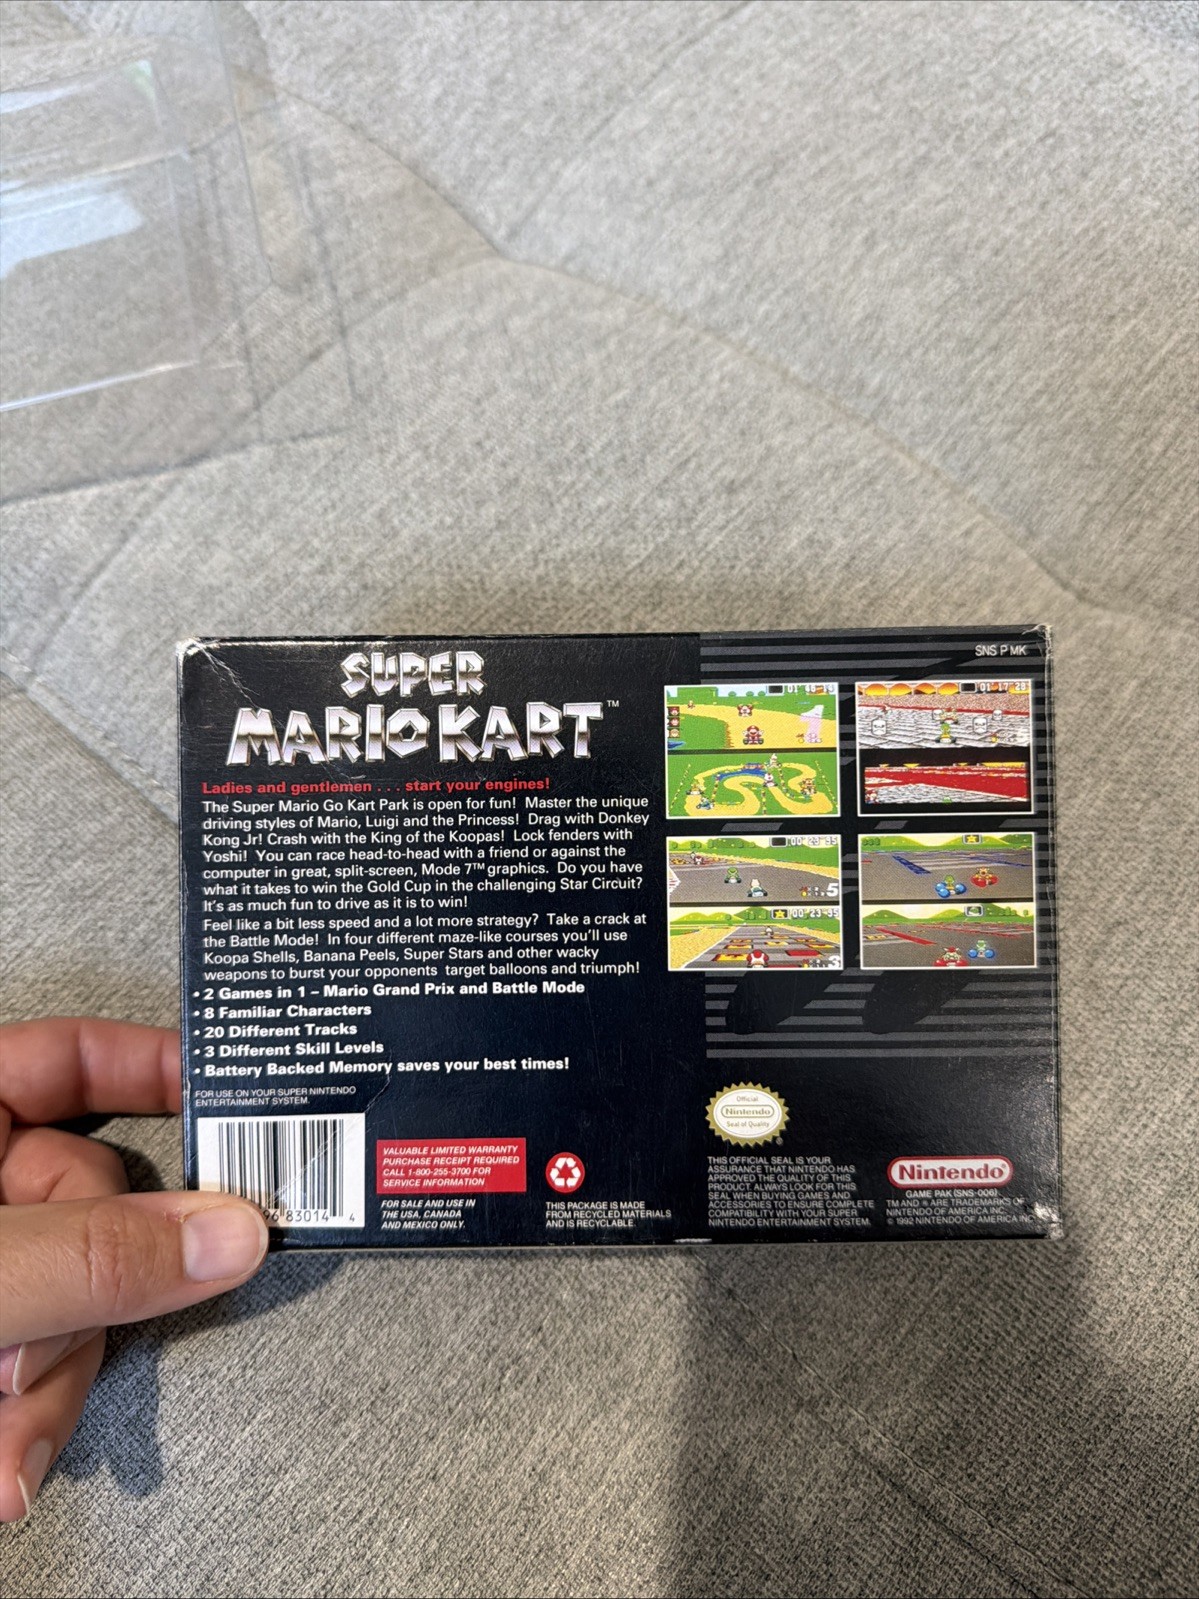 SNS P MK
SUPER
MARIO KART™
Ladies and gentlemen . . . start your engines!
The Super Mario Go Kart Park is open for fun! Master the unique
driving styles of Mario, Luigi and the Princess! Drag with Donkey
Kong Jr! Crash with the King of the Koopas! Lock fenders with
Yoshi! You can race head-to-head with a friend or against the
computer in great, split-screen, Mode 7™ graphics. Do you have
what it takes to win the Gold Cup in the challenging Star Circuit?
It's as much fun to drive as it is to win!
Feel like a bit less speed and a lot more strategy? Take a crack at
the Battle Mode! In four different maze-like courses you'll use
Koopa Shells, Banana Peels, Super Stars and other wacky
weapons to burst your opponents target balloons and triumph!
• 2 Games in 1 – Mario Grand Prix and Battle Mode
• 8 Familiar Characters
• 20 Different Tracks
• 3 Different Skill Levels
• Battery Backed Memory saves your best times!
FOR USE ON YOUR SUPER NINTENDO
ENTERTAINMENT SYSTEM.
96 83014 4
VALUABLE LIMITED WARRANTY
PURCHASE RECEIPT REQUIRED
CALL 1-800-255-3700 FOR
SERVICE INFORMATION
FOR SALE AND USE IN
THE USA, CANADA
AND MEXICO ONLY.
THIS PACKAGE IS MADE
FROM RECYCLED MATERIALS
AND IS RECYCLABLE.
01'17"28
00'23"35
5
00'23"35
3
Official
Nintendo
Seal of Quality
®
THIS OFFICIAL SEAL IS YOUR
ASSURANCE THAT NINTENDO HAS
APPROVED THE QUALITY OF THIS
PRODUCT. ALWAYS LOOK FOR THIS
SEAL WHEN BUYING GAMES AND
ACCESSORIES TO ENSURE COMPLETE
COMPATIBILITY WITH YOUR SUPER
NINTENDO ENTERTAINMENT SYSTEM.
Nintendo®
GAME PAK (SNS-006)
TM AND ® ARE TRADEMARKS OF
NINTENDO OF AMERICA INC.
© 1992 NINTENDO OF AMERICA INC.